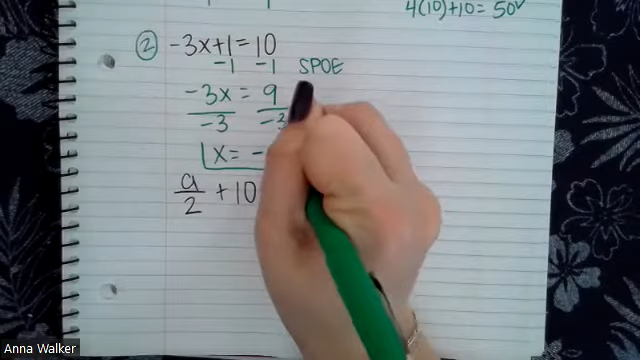 4(10)+10=50✓
② -3x+1=10
-1 -1 SPOE
-3x = 9
-3 -3
x= -
a/2 +10
Anna Walker